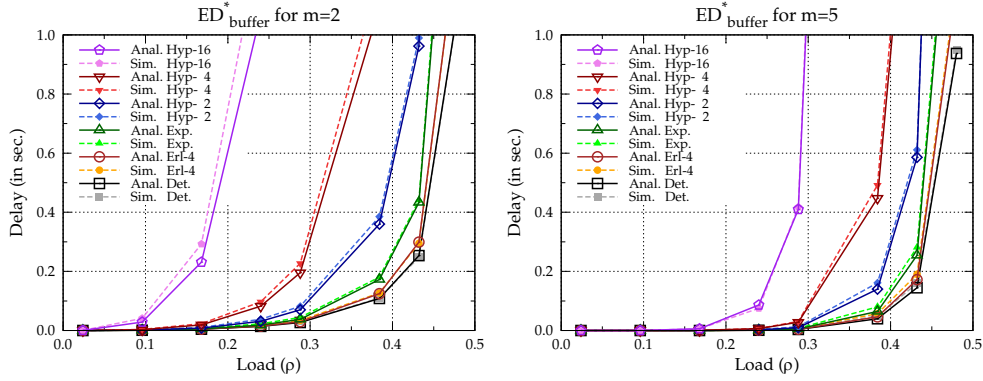 ED*buffer for m=2
1.0
0.8
0.6
0.4
0.2
0.0
Delay (in sec.)
Anal. Hyp-16
Sim. Hyp-16
Anal. Hyp- 4
Sim. Hyp- 4
Anal. Hyp- 2
Sim. Hyp- 2
Anal. Exp.
Sim. Exp.
Anal. Erl-4
Sim. Erl-4
Anal. Det.
Sim. Det.
0.0 0.1 0.2 0.3 0.4 0.5
Load (ρ)
ED*buffer for m=5
1.0
0.8
0.6
0.4
0.2
0.0
Delay (in sec.)
Anal. Hyp-16
Sim. Hyp-16
Anal. Hyp- 4
Sim. Hyp- 4
Anal. Hyp- 2
Sim. Hyp- 2
Anal. Exp.
Sim. Exp.
Anal. Erl-4
Sim. Erl-4
Anal. Det.
Sim. Det.
0.0 0.1 0.2 0.3 0.4 0.5
Load (ρ)